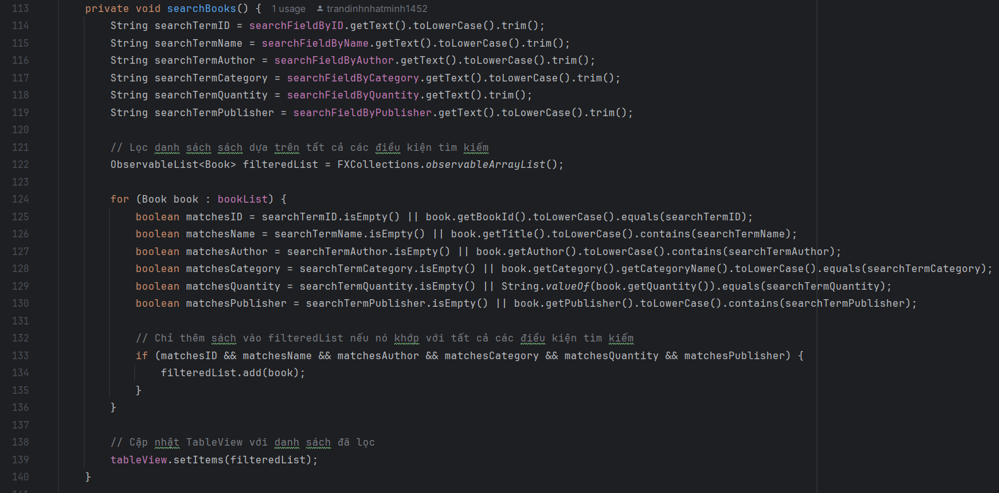 113 private void searchBooks() { 1 usage trandinhnhatminh1452
114 String searchTermID = searchFieldByID.getText().toLowerCase().trim();
115 String searchTermName = searchFieldByName.getText().toLowerCase().trim();
116 String searchTermAuthor = searchFieldByAuthor.getText().toLowerCase().trim();
117 String searchTermCategory = searchFieldByCategory.getText().toLowerCase().trim();
118 String searchTermQuantity = searchFieldByQuantity.getText().trim();
119 String searchTermPublisher = searchFieldByPublisher.getText().toLowerCase().trim();
120
121 // Lọc danh sách sách dựa trên tất cả các điều kiện tìm kiếm
122 ObservableList<Book> filteredList = FXCollections.observableArrayList();
123
124 for (Book book : bookList) {
125 boolean matchesID = searchTermID.isEmpty() || book.getBookId().toLowerCase().equals(searchTermID);
126 boolean matchesName = searchTermName.isEmpty() || book.getTitle().toLowerCase().contains(searchTermName);
127 boolean matchesAuthor = searchTermAuthor.isEmpty() || book.getAuthor().toLowerCase().contains(searchTermAuthor);
128 boolean matchesCategory = searchTermCategory.isEmpty() || book.getCategory().getCategoryName().toLowerCase().equals(searchTermCategory);
129 boolean matchesQuantity = searchTermQuantity.isEmpty() || String.valueOf(book.getQuantity()).equals(searchTermQuantity);
130 boolean matchesPublisher = searchTermPublisher.isEmpty() || book.getPublisher().toLowerCase().contains(searchTermPublisher);
131
132 // Chỉ thêm sách vào filteredList nếu nó khớp với tất cả các điều kiện tìm kiếm
133 if (matchesID && matchesName && matchesAuthor && matchesCategory && matchesQuantity && matchesPublisher) {
134 filteredList.add(book);
135 }
136 }
137
138 // Cập nhật TableView với danh sách đã lọc
139 tableView.setItems(filteredList);
140 }